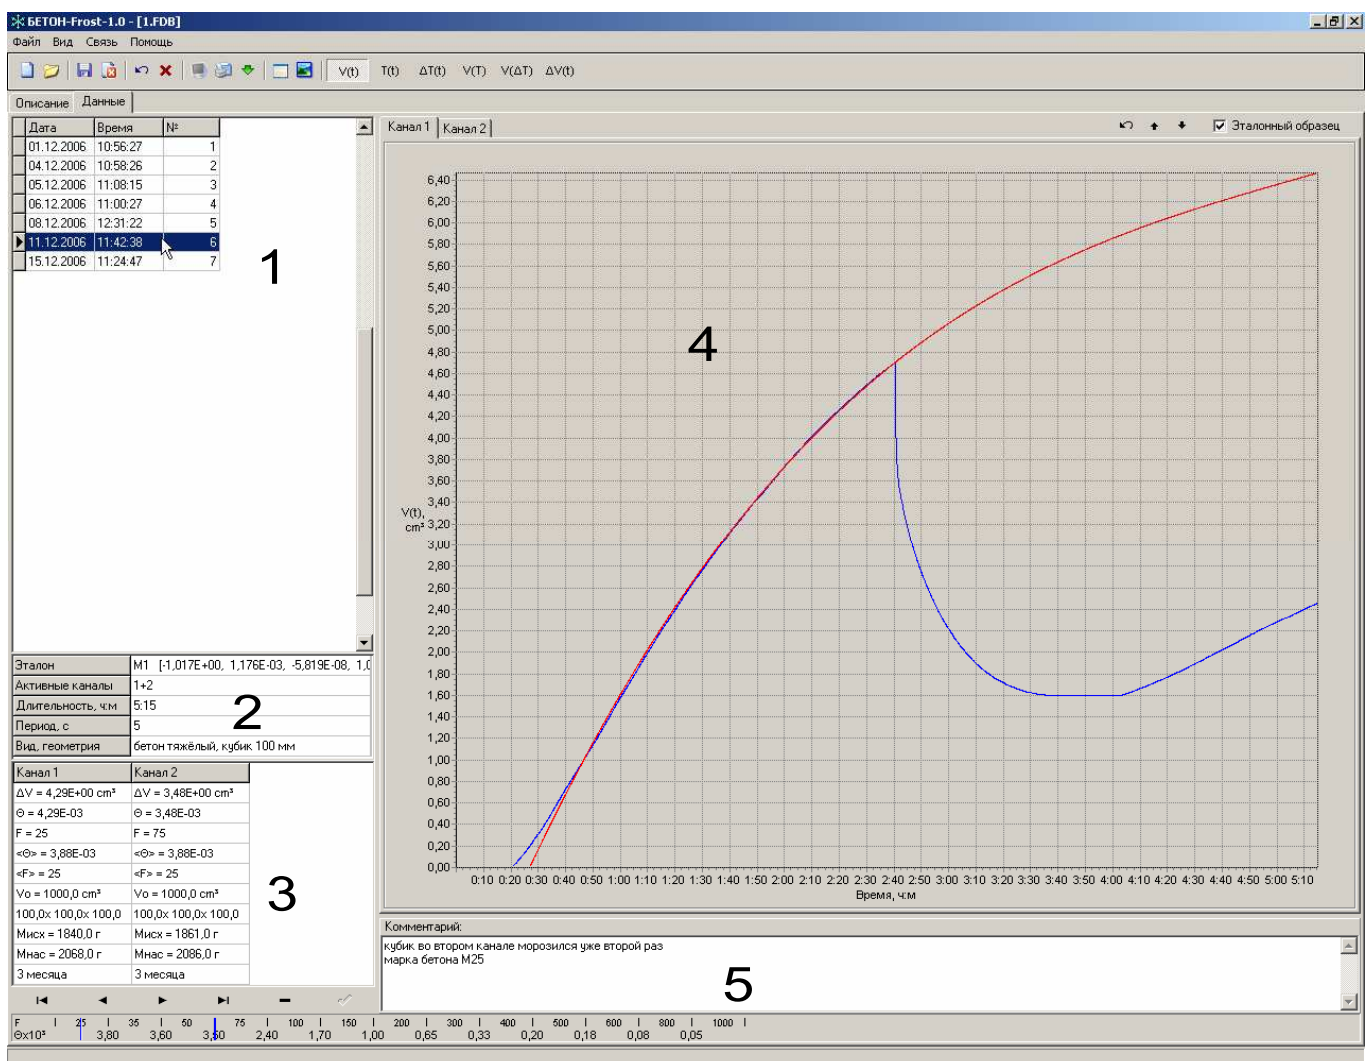 БЕТОН-Frost-1.0 - [1.FDB]
Файл Вид Связь Помощь
V(t) T(t) ΔT(t) V(T) V(ΔT) ΔV(t)
Описание Данные
Дата Время №
01.12.2006 10:56:27 1
04.12.2006 10:58:26 2
05.12.2006 11:08:15 3
06.12.2006 11:00:27 4
08.12.2006 12:31:22 5
11.12.2006 11:42:38 6
15.12.2006 11:24:47 7
1
Эталон M1 [-1,017E+00, 1,176E-03, -5,819E-08, 1,0
Активные каналы 1+2
Длительность, ч:м 5:15
Период, с 5
Вид, геометрия бетон тяжёлый, кубик 100 мм
2
Канал 1 Канал 2
ΔV = 4,29E+00 cm³ ΔV = 3,48E+00 cm³
Θ = 4,29E-03 Θ = 3,48E-03
F = 25 F = 75
<Θ> = 3,88E-03 <Θ> = 3,88E-03
<F> = 25 <F> = 25
Vo = 1000,0 cm³ Vo = 1000,0 cm³
100,0x 100,0x 100,0 100,0x 100,0x 100,0
Mисх = 1840,0 г Mисх = 1861,0 г
Mнас = 2068,0 г Mнас = 2086,0 г
3 месяца 3 месяца
3
Канал 1 Канал 2 Эталонный образец
6,40
6,20
6,00
5,80
5,60
5,40
5,20
5,00
4,80
4,60
4,40
4,20
4,00
3,80
3,60
3,40
V(t),
cm³ 3,20
3,00
2,80
2,60
2,40
2,20
2,00
1,80
1,60
1,40
1,20
1,00
0,80
0,60
0,40
0,20
0,00
4
0:10 0:20 0:30 0:40 0:50 1:00 1:10 1:20 1:30 1:40 1:50 2:00 2:10 2:20 2:30 2:40 2:50 3:00 3:10 3:20 3:30 3:40 3:50 4:00 4:10 4:20 4:30 4:40 4:50 5:00 5:10
Время, ч:м
Комментарий:
кубик во втором канале морозился уже второй раз
марка бетона М25
5
F | 25 | 35 | 50 | 75 | 100 | 150 | 200 | 300 | 400 | 500 | 600 | 800 | 1000 |
Θx10³ 3,80 3,60 3,50 2,40 1,70 1,00 0,65 0,33 0,20 0,18 0,08 0,05